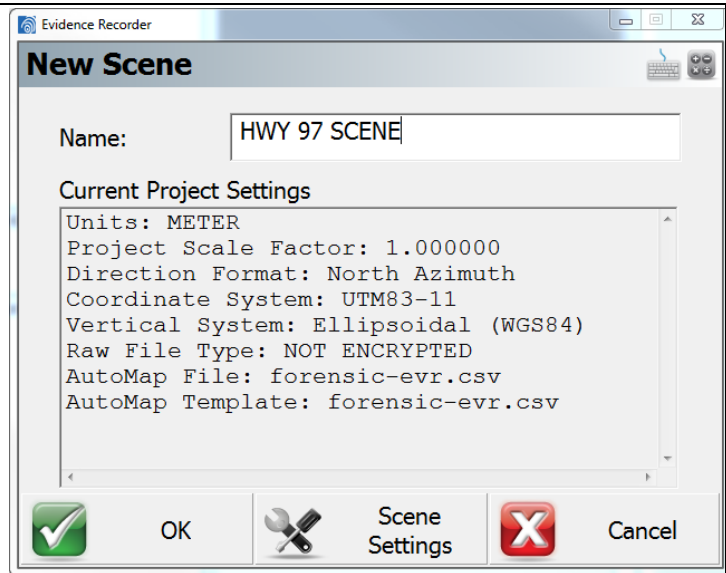 Evidence Recorder
New Scene
Name:
HWY 97 SCENE
Current Project Settings
Units: METER
Project Scale Factor: 1.000000
Direction Format: North Azimuth
Coordinate System: UTM83-11
Vertical System: Ellipsoidal (WGS84)
Raw File Type: NOT ENCRYPTED
AutoMap File: forensic-evr.csv
AutoMap Template: forensic-evr.csv
OK
Scene
Settings
Cancel